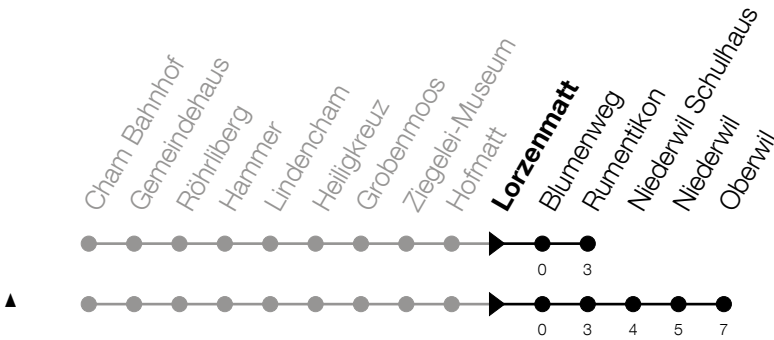 Cham Bahnhof
Gemeindehaus
Röhrliberg
Hammer
Lindencham
Heiligkreuz
Grobenmoos
Ziegelei-Museum
Hofmatt
Lorzenmatt
Blumenweg
Rumentikon
Niederwil Schulhaus
Niederwil
Oberwil
0 3
▲
0 3 4 5 7